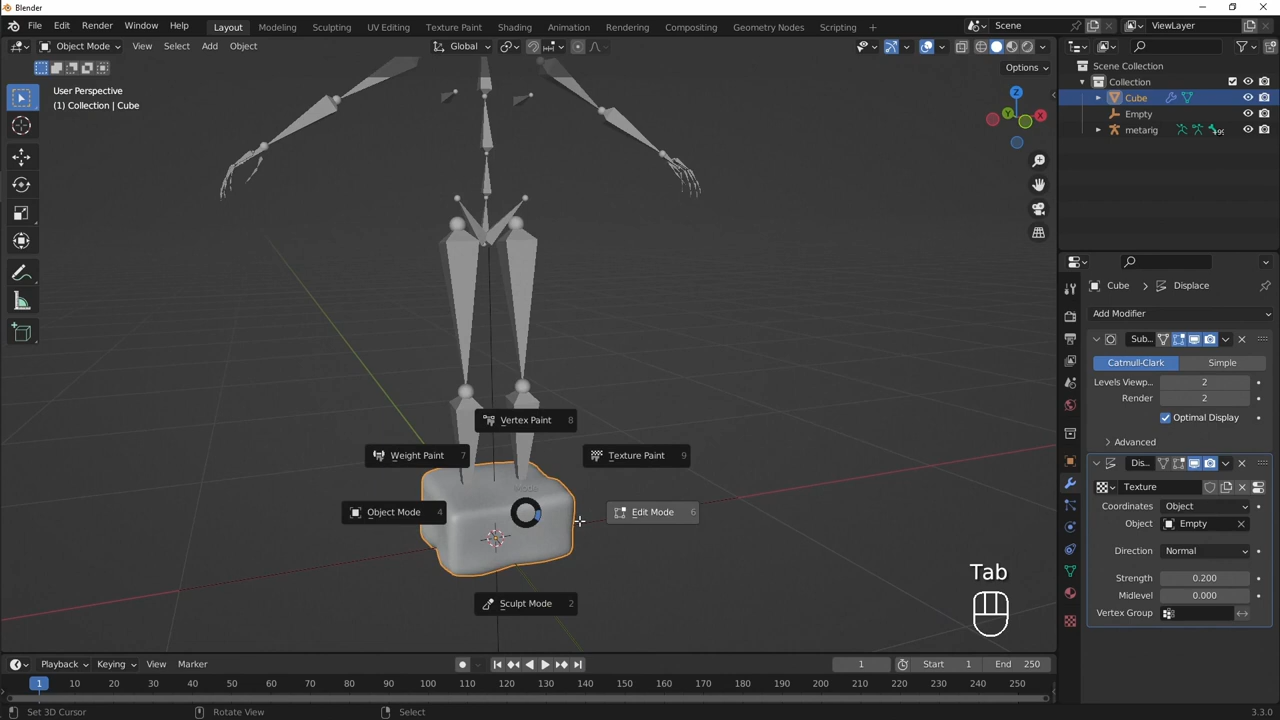 Blender
File Edit Render Window Help Layout Modeling Sculpting UV Editing Texture Paint Shading Animation Rendering Compositing Geometry Nodes Scripting + Scene ViewLayer
Object Mode View Select Add Object Global
Options
User Perspective
(1) Collection | Cube
Z
Y
X
Scene Collection
Collection
Cube
Empty
metarig
Vertex Paint 8
Weight Paint 7
Texture Paint 9
Object Mode 4
Edit Mode 6
Sculpt Mode 2
Tab
Cube > Displace
Add Modifier
Sub...
Catmull-Clark Simple
Levels Viewp... 2
Render 2
Optimal Display
Advanced
Dis...
Texture
Coordinates Object
Object Empty
Direction Normal
Strength 0.200
Midlevel 0.000
Vertex Group
Playback Keying View Marker 1 Start 1 End 250
1 10 20 30 40 50 60 70 80 90 100 110 120 130 140 150 160 170 180 190 200 210 220 230 240 250
Set 3D Cursor Rotate View Select 3.3.0